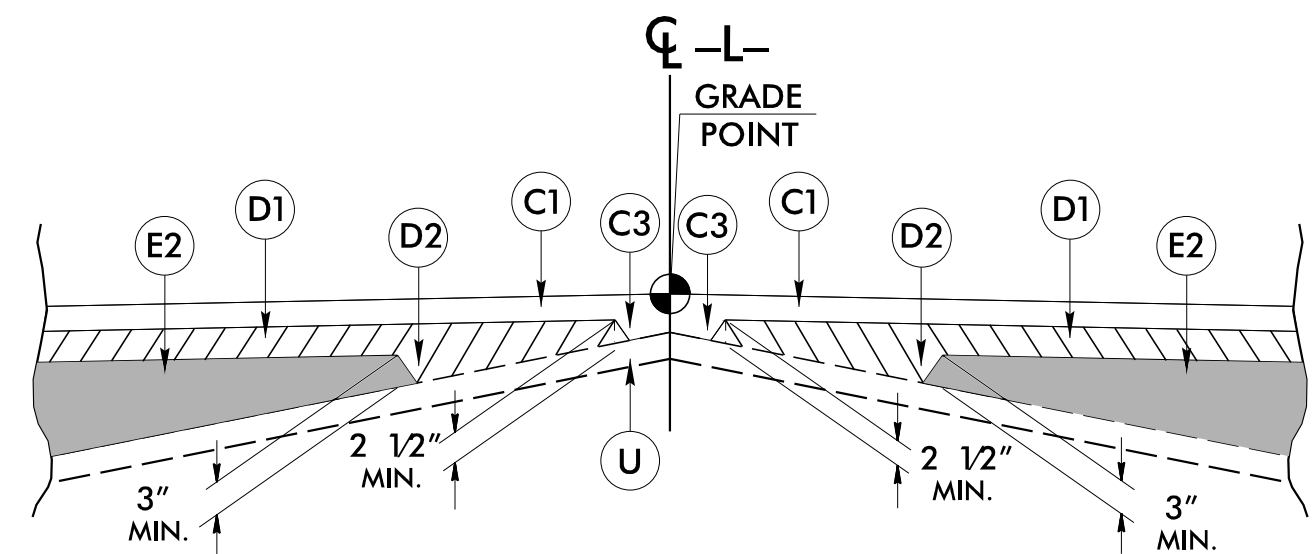 ℄ –L–
GRADE
POINT
C1
C1
D1
D1
C3
C3
E2
D2
D2
E2
2 1/2"
MIN.
U
2 1/2"
MIN.
3"
MIN.
3"
MIN.